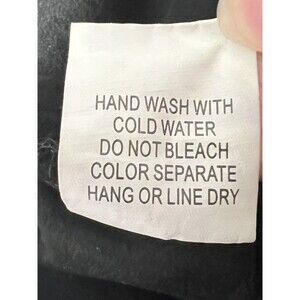 HAND WASH WITH
COLD WATER
DO NOT BLEACH
COLOR SEPARATE
HANG OR LINE DRY